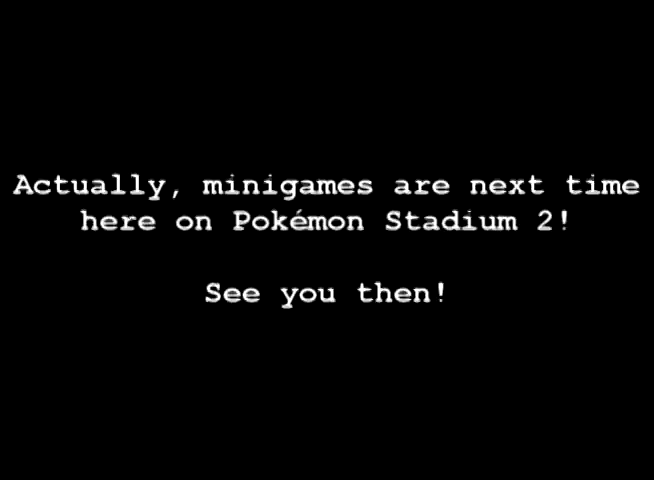 Actually, minigames are next time
here on Pokémon Stadium 2!
See you then!